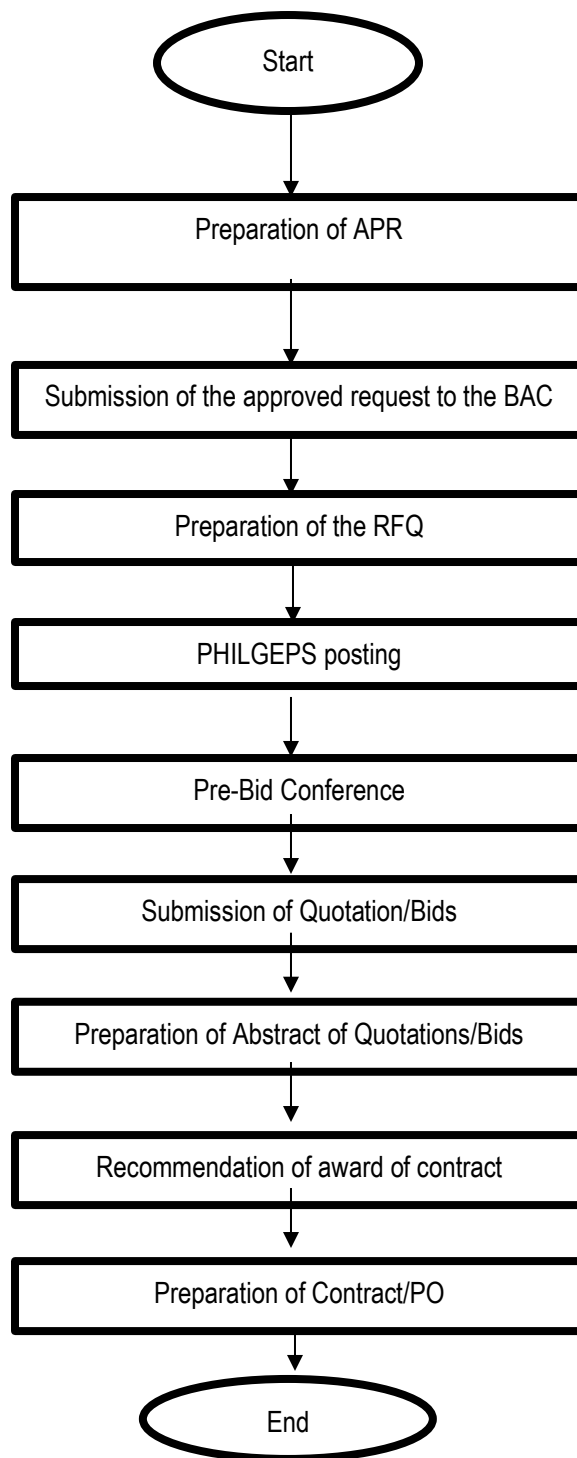 Start
Preparation of APR
Submission of the approved request to the BAC
Preparation of the RFQ
PHILGEPS posting
Pre-Bid Conference
Submission of Quotation/Bids
Preparation of Abstract of Quotations/Bids
Recommendation of award of contract
Preparation of Contract/PO
End